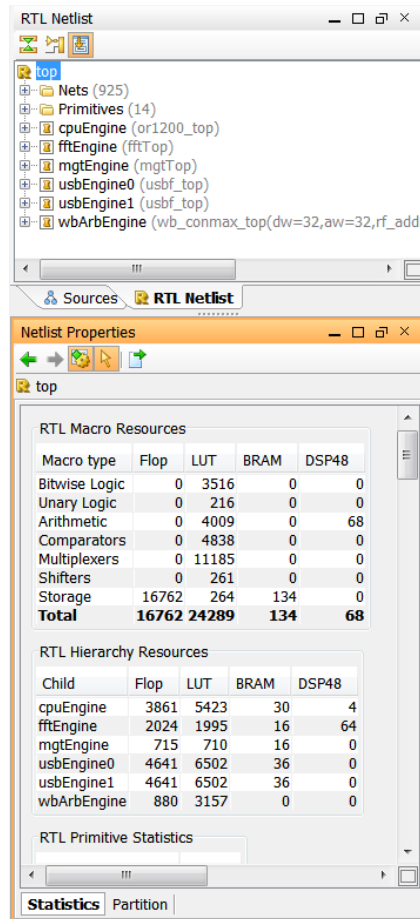 RTL Netlist
top
Nets (925)
Primitives (14)
cpuEngine (or1200_top)
fftEngine (fftTop)
mgtEngine (mgtTop)
usbEngine0 (usbf_top)
usbEngine1 (usbf_top)
wbArbEngine (wb_conmax_top(dw=32,aw=32,rf_add
Sources RTL Netlist
Netlist Properties
top
RTL Macro Resources
Macro type Flop LUT BRAM DSP48
Bitwise Logic 0 3516 0 0
Unary Logic 0 216 0 0
Arithmetic 0 4009 0 68
Comparators 0 4838 0 0
Multiplexers 0 11185 0 0
Shifters 0 261 0 0
Storage 16762 264 134 0
Total 16762 24289 134 68
RTL Hierarchy Resources
Child Flop LUT BRAM DSP48
cpuEngine 3861 5423 30 4
fftEngine 2024 1995 16 64
mgtEngine 715 710 16 0
usbEngine0 4641 6502 36 0
usbEngine1 4641 6502 36 0
wbArbEngine 880 3157 0 0
RTL Primitive Statistics
Statistics Partition